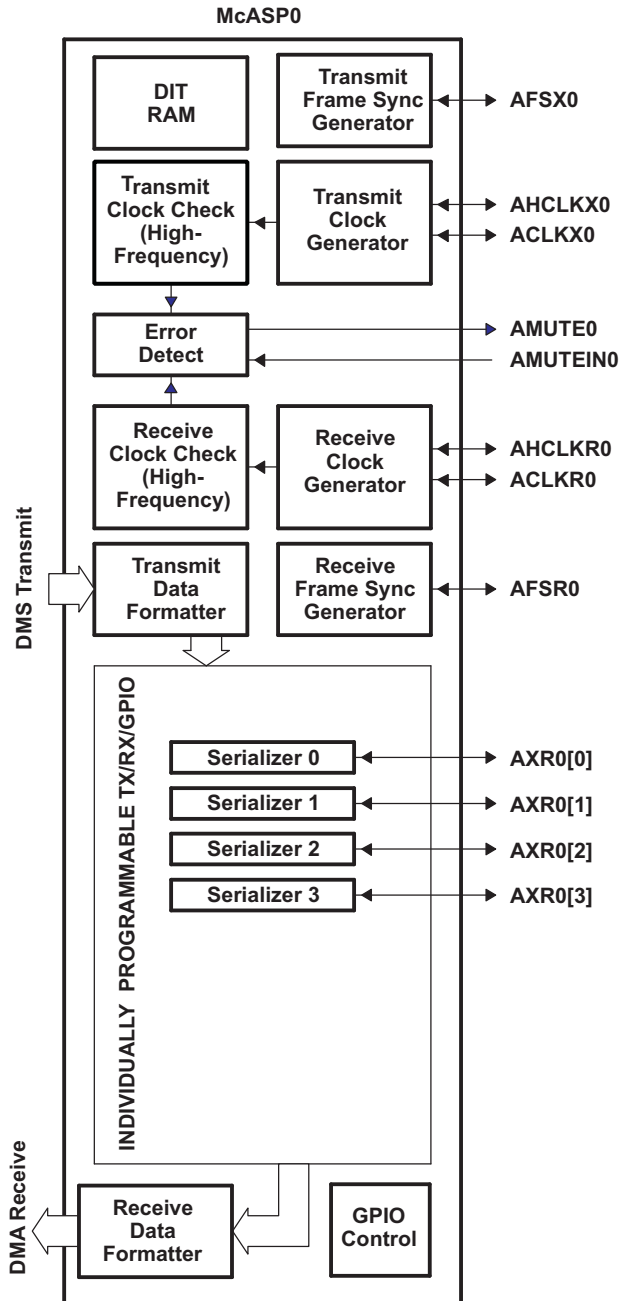 McASP0
DIT
RAM
Transmit
Frame Sync
Generator
AFSX0
Transmit
Clock Check
(High-
Frequency)
Transmit
Clock
Generator
AHCLKX0
ACLKX0
Error
Detect
AMUTE0
AMUTEIN0
Receive
Clock Check
(High-
Frequency)
Receive
Clock
Generator
AHCLKR0
ACLKR0
DMS Transmit
Transmit
Data
Formatter
Receive
Frame Sync
Generator
AFSR0
INDIVIDUALLY PROGRAMMABLE TX/RX/GPIO
Serializer 0
AXR0[0]
Serializer 1
AXR0[1]
Serializer 2
AXR0[2]
Serializer 3
AXR0[3]
DMA Receive
Receive
Data
Formatter
GPIO
Control